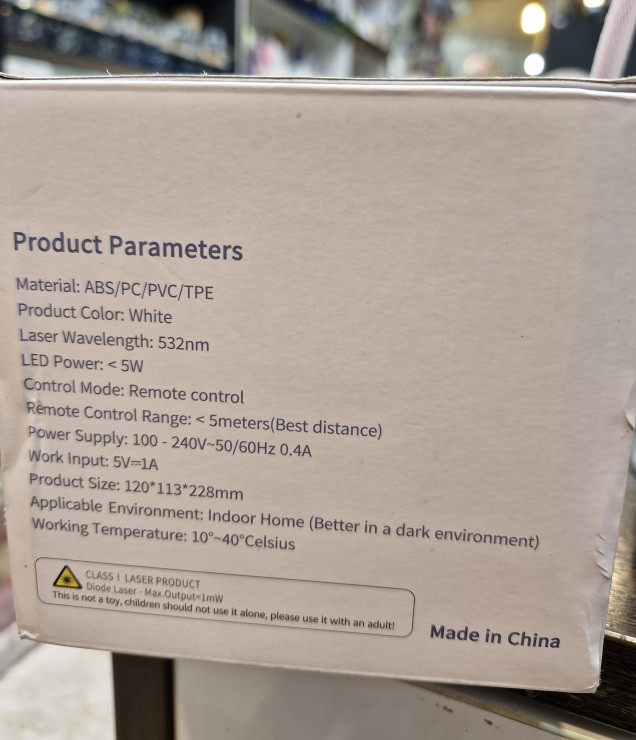 Product Parameters
Material: ABS/PC/PVC/TPE
Product Color: White
Laser Wavelength: 532nm
LED Power: < 5W
Control Mode: Remote control
Remote Control Range: < 5meters(Best distance)
Power Supply: 100 - 240V~50/60Hz 0.4A
Work Input: 5V⎓1A
Product Size: 120*113*228mm
Applicable Environment: Indoor Home (Better in a dark environment)
Working Temperature: 10°~40°Celsius
CLASS I LASER PRODUCT
Diode Laser - Max.Output<1mW
This is not a toy, children should not use it alone, please use it with an adult!
Made in China